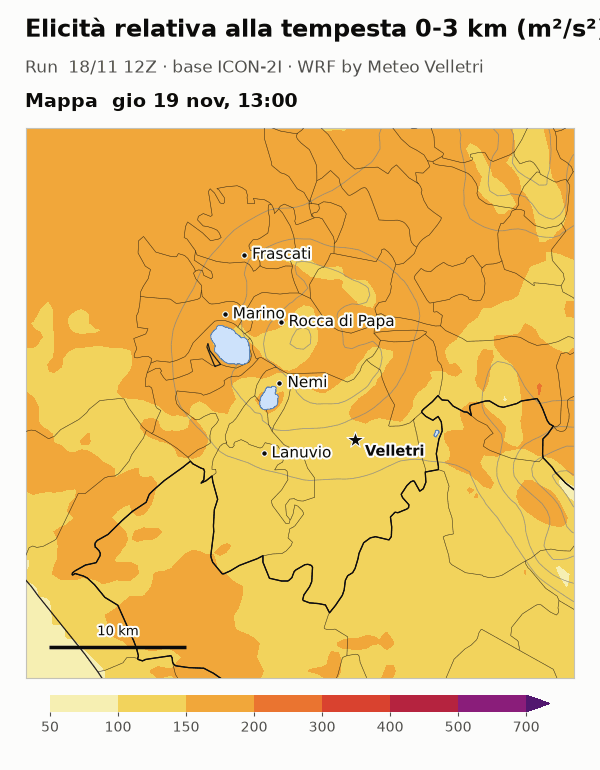 Elicità relativa alla tempesta 0-3 km (m²/s²)
Run 18/11 12Z · base ICON-2I · WRF by Meteo Velletri
Mappa gio 19 nov, 13:00
Frascati
Marino
Rocca di Papa
Nemi
Velletri
Lanuvio
10 km
50 100 150 200 300 400 500 700